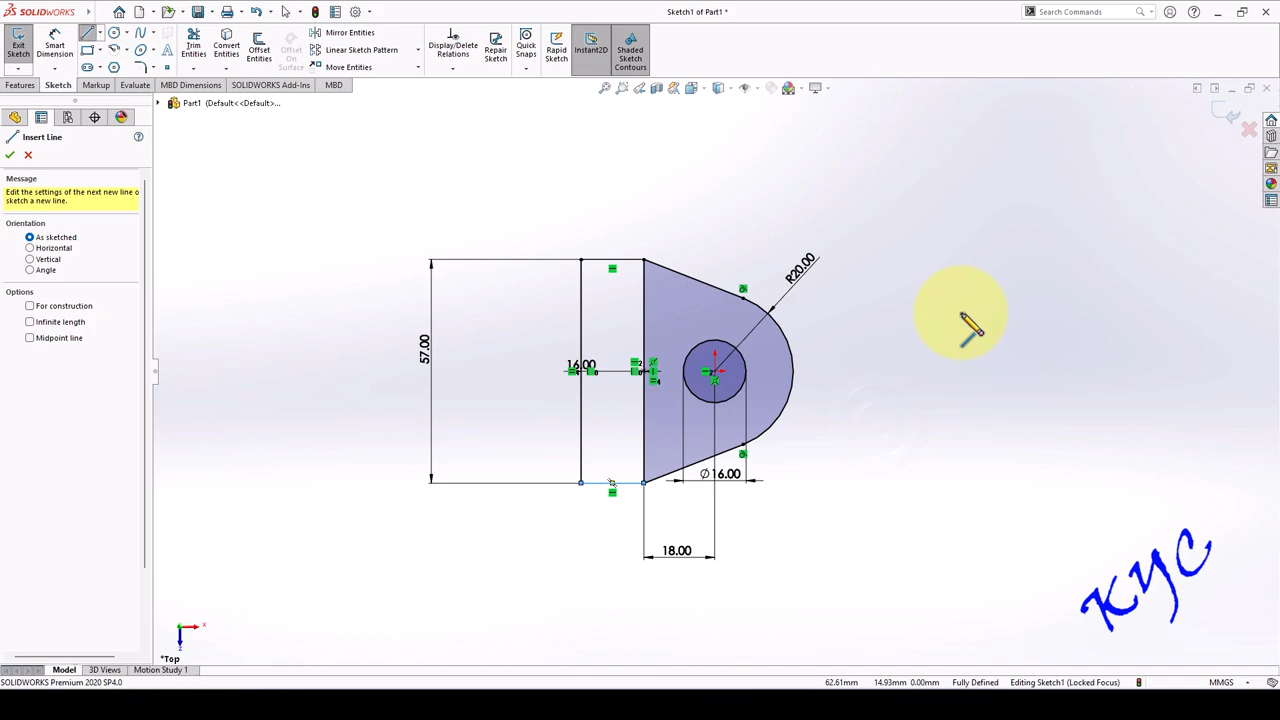 SOLIDWORKS
Sketch1 of Part1 *
Search Commands
Exit Sketch
Smart Dimension
Trim Entities
Convert Entities
Offset Entities
Offset On Surface
Mirror Entities
Linear Sketch Pattern
Move Entities
Display/Delete Relations
Repair Sketch
Quick Snaps
Rapid Sketch
Instant2D
Shaded Sketch Contours
Features
Sketch
Markup
Evaluate
MBD Dimensions
SOLIDWORKS Add-Ins
MBD
Part1 (Default<<Default>...
Insert Line
Message
Edit the settings of the next new line o
sketch a new line.
Orientation
As sketched
Horizontal
Vertical
Angle
Options
For construction
Infinite length
Midpoint line
R20.00
57.00
16.00
Ø16.00
18.00
KYC
x
z
*Top
Model
3D Views
Motion Study 1
SOLIDWORKS Premium 2020 SP4.0
62.61mm
14.93mm 0.00mm
Fully Defined
Editing Sketch1 (Locked Focus)
MMGS